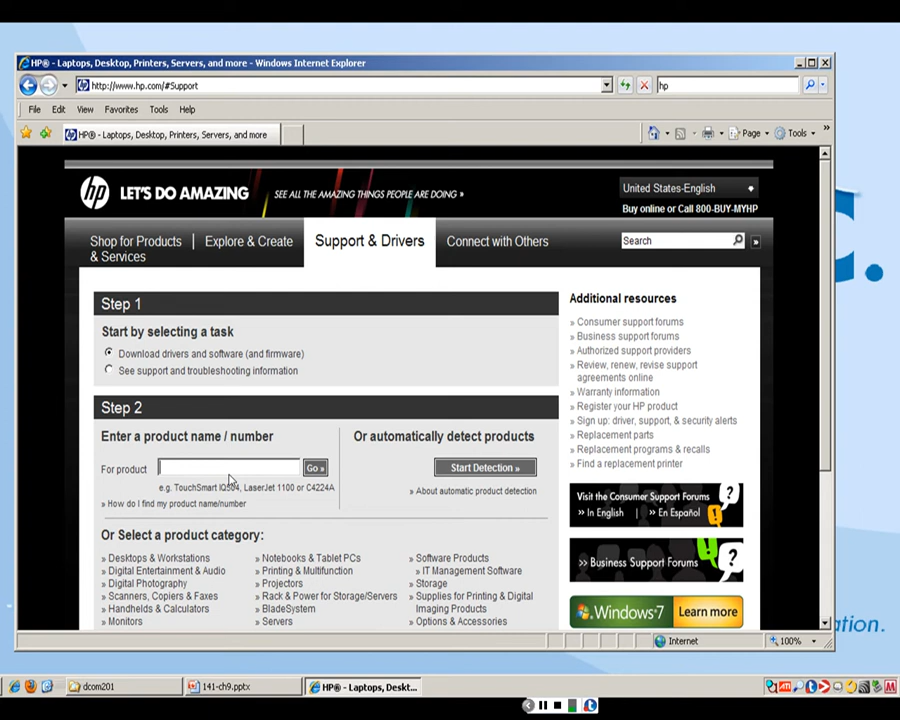 HP® - Laptops, Desktop, Printers, Servers, and more - Windows Internet Explorer
http://www.hp.com/#Support
hp
File Edit View Favorites Tools Help
HP® - Laptops, Desktop, Printers, Servers, and more
Page Tools »
hp LET'S DO AMAZING SEE ALL THE AMAZING THINGS PEOPLE ARE DOING »
United States-English
Buy online or Call 800-BUY-MYHP
Shop for Products & Services
Explore & Create
Support & Drivers
Connect with Others
Search »
Step 1
Start by selecting a task
Download drivers and software (and firmware)
See support and troubleshooting information
Step 2
Enter a product name / number
For product Go »
e.g. TouchSmart IQ504, LaserJet 1100 or C4224A
» How do I find my product name/number
Or automatically detect products
Start Detection »
» About automatic product detection
Or Select a product category:
» Desktops & Workstations
» Digital Entertainment & Audio
» Digital Photography
» Scanners, Copiers & Faxes
» Handhelds & Calculators
» Monitors
» Notebooks & Tablet PCs
» Printing & Multifunction
» Projectors
» Rack & Power for Storage/Servers
» BladeSystem
» Servers
» Software Products
» IT Management Software
» Storage
» Supplies for Printing & Digital
Imaging Products
» Options & Accessories
Additional resources
» Consumer support forums
» Business support forums
» Authorized support providers
» Review, renew, revise support
agreements online
» Warranty information
» Register your HP product
» Sign up: driver, support, & security alerts
» Replacement parts
» Replacement programs & recalls
» Find a replacement printer
Visit the Consumer Support Forums
>> In English | >> En Español
>> Business Support Forums
Windows 7 Learn more
C.
ation.
Internet 100%
dcom201 141-ch9.pptx HP® - Laptops, Deskt...